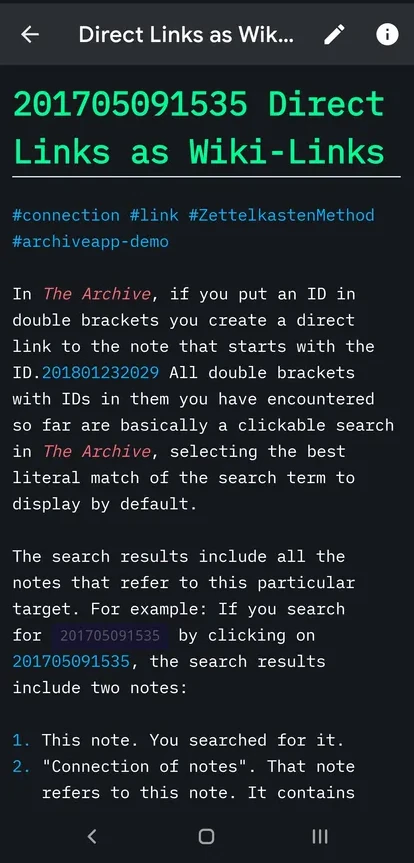 Direct Links as Wik...
201705091535 Direct
Links as Wiki-Links
#connection #link #ZettelkastenMethod
#archiveapp-demo
In The Archive, if you put an ID in
double brackets you create a direct
link to the note that starts with the
ID.201801232029 All double brackets
with IDs in them you have encountered
so far are basically a clickable search
in The Archive, selecting the best
literal match of the search term to
display by default.
The search results include all the
notes that refer to this particular
target. For example: If you search
for 201705091535 by clicking on
201705091535, the search results
include two notes:
1. This note. You searched for it.
2. "Connection of notes". That note
refers to this note. It contains